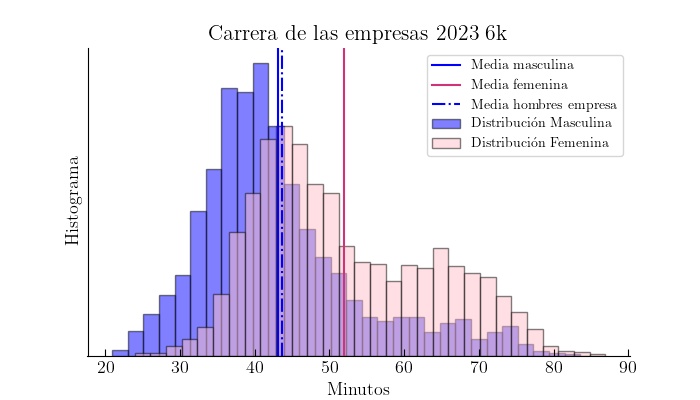 Carrera de las empresas 2023 6k
Media masculina
Media femenina
Media hombres empresa
Distribución Masculina
Distribución Femenina
Histograma
20 30 40 50 60 70 80 90
Minutos